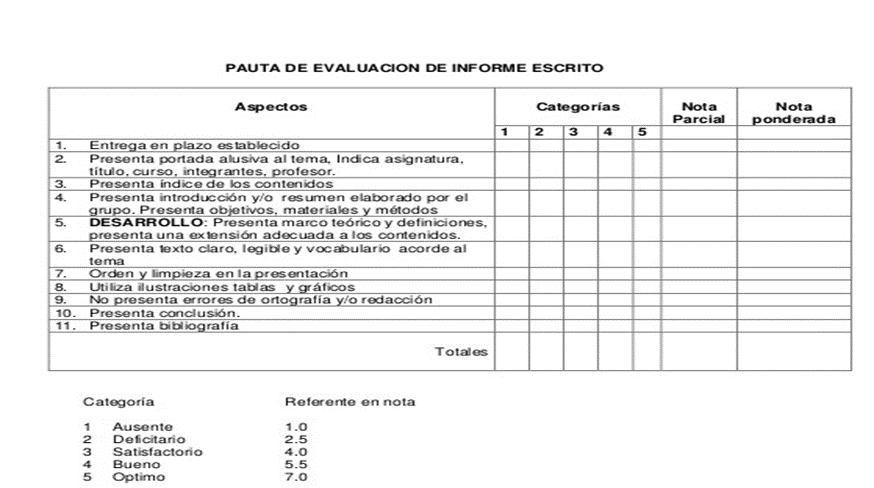 PAUTA DE EVALUACION DE INFORME ESCRITO
Aspectos Categorías Nota Parcial Nota ponderada
1 2 3 4 5
1. Entrega en plazo establecido
2. Presenta portada alusiva al tema, Indica asignatura,
título, curso, integrantes, profesor.
3. Presenta índice de los contenidos
4. Presenta introducción y/o resumen elaborado por el
grupo. Presenta objetivos, materiales y métodos
5. DESARROLLO: Presenta marco teórico y definiciones,
presenta una extensión adecuada a los contenidos.
6. Presenta texto claro, legible y vocabulario acorde al
tema
7. Orden y limpieza en la presentación
8. Utiliza ilustraciones tablas y gráficos
9. No presenta errores de ortografía y/o redacción
10. Presenta conclusión.
11. Presenta bibliografía
Totales
Categoría Referente en nota
1 Ausente 1.0
2 Deficitario 2.5
3 Satisfactorio 4.0
4 Bueno 5.5
5 Optimo 7.0